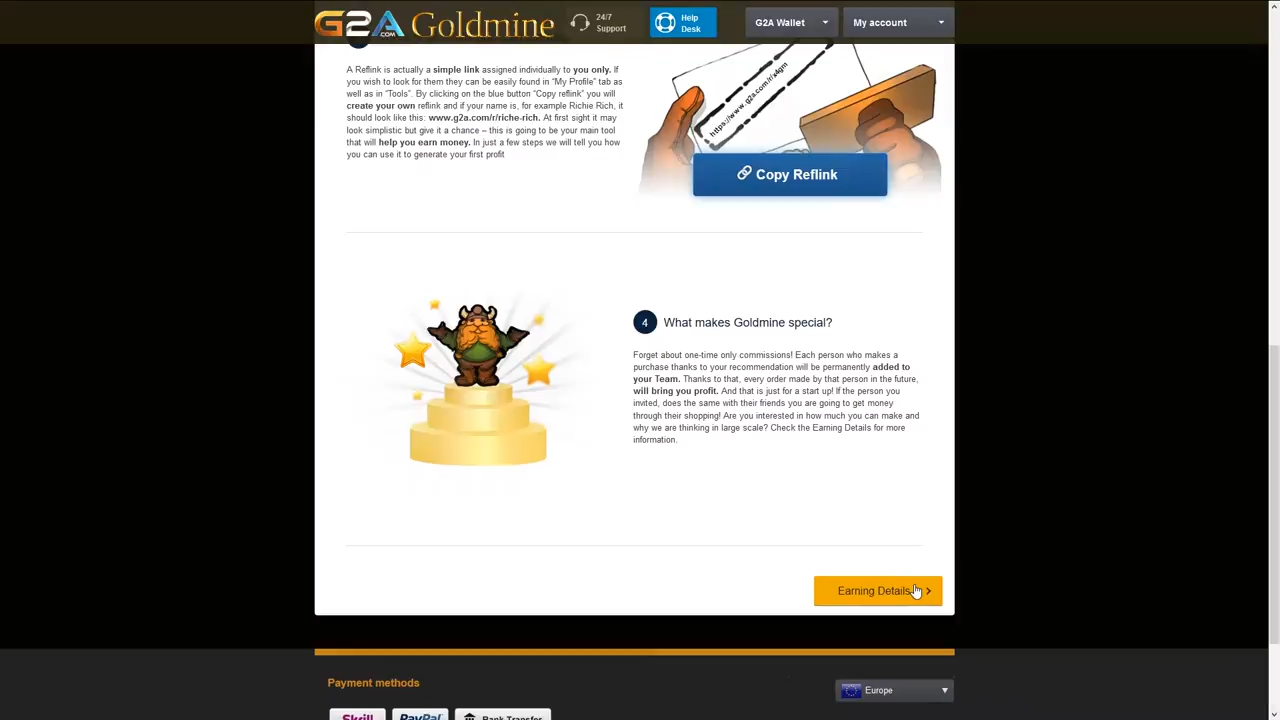 G2A.COM Goldmine
24/7 Support
Help Desk
G2A Wallet
My account
A Reflink is actually a simple link assigned individually to you only. If
you wish to look for them they can be easily found in “My Profile” tab as
well as in “Tools”. By clicking on the blue button “Copy reflink” you will
create your own reflink and if your name is, for example Richie Rich, it
should look like this: www.g2a.com/r/riche-rich. At first sight it may
look simplistic but give it a chance – this is going to be your main tool
that will help you earn money. In just a few steps we will tell you how
you can use it to generate your first profit
https://www.g2a.com/r/x4gm
Copy Reflink
4 What makes Goldmine special?
Forget about one-time only commissions! Each person who makes a
purchase thanks to your recommendation will be permanently added to
your Team. Thanks to that, every order made by that person in the future,
will bring you profit. And that is just for a start up! If the person you
invited, does the same with their friends you are going to get money
through their shopping! Are you interested in how much you can make and
why we are thinking in large scale? Check the Earning Details for more
information.
Earning Details
Payment methods
Europe
Skrill
PayPal
Bank Transfer